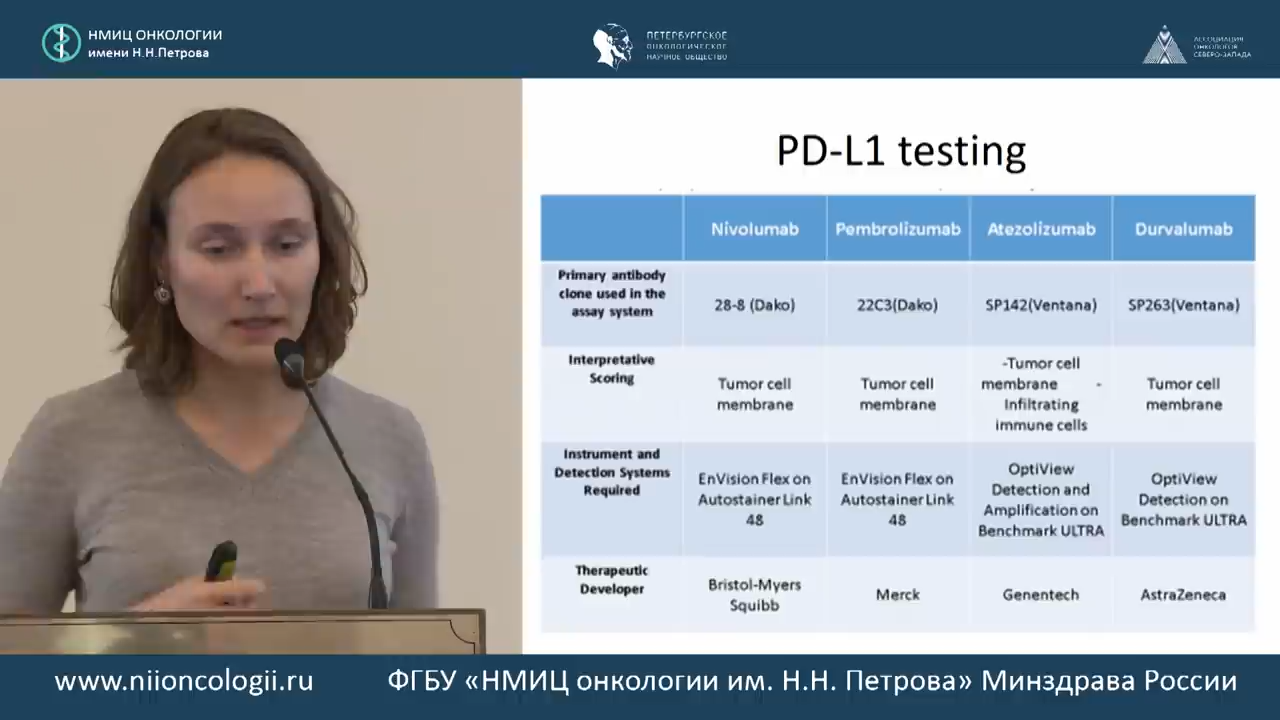 НМИЦ ОНКОЛОГИИ
имени Н.Н.Петрова
ПЕТЕРБУРГСКОЕ
ОНКОЛОГИЧЕСКОЕ
НАУЧНОЕ ОБЩЕСТВО
АССОЦИАЦИЯ
ОНКОЛОГОВ
СЕВЕРО-ЗАПАДА
PD-L1 testing
Nivolumab
Pembrolizumab
Atezolizumab
Durvalumab
Primary antibody
clone used in the
assay system
28-8 (Dako)
22C3(Dako)
SP142(Ventana)
SP263(Ventana)
Interpretative
Scoring
Tumor cell
membrane
Tumor cell
membrane
-Tumor cell
membrane -
Infiltrating
immune cells
Tumor cell
membrane
Instrument and
Detection Systems
Required
EnVision Flex on
Autostainer Link
48
EnVision Flex on
Autostainer Link
48
OptiView
Detection and
Amplification on
Benchmark ULTRA
OptiView
Detection on
Benchmark ULTRA
Therapeutic
Developer
Bristol-Myers
Squibb
Merck
Genentech
AstraZeneca
www.niioncologii.ru
ФГБУ «НМИЦ онкологии им. Н.Н. Петрова» Минздрава России